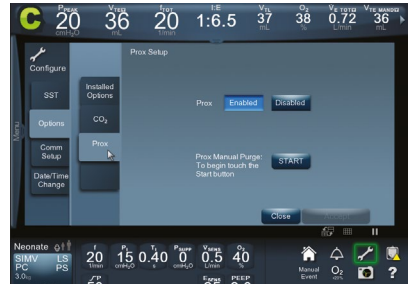 C PPEAK VTEI fTOT I:E VTL O2 VE TOTEI VTE MANDEI
20 36 20 1:6.5 37 38 0.72 36
cmH2O mL 1/min mL % L/min mL
Prox Setup
Configure
SST
Installed
Options
Prox Enabled Disabled
Options
CO2
Menu
Prox
Comm
Setup
Prox Manual Purge:
To begin touch the
Start button
START
Date/Time
Change
Close
Neonate
SIMV LS
PC PS
3.0
f PI TI PSUPP VSENS O2
20 15 0.40 0 0.5 40
1/min cmH2O s cmH2O L/min %
Manual
Event
O2
?
EAPNE PEEP